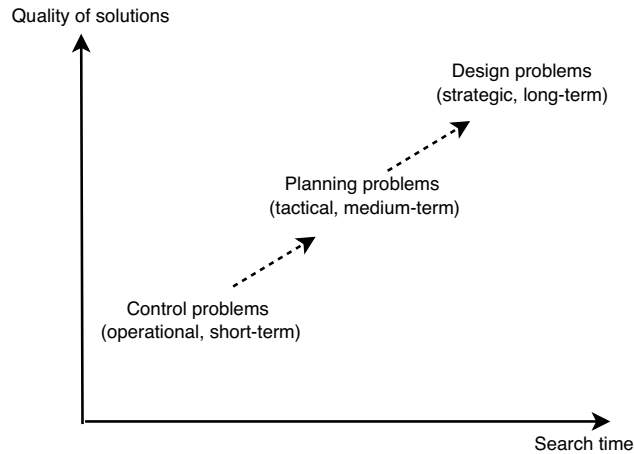 Quality of solutions
Design problems
(strategic, long-term)
Planning problems
(tactical, medium-term)
Control problems
(operational, short-term)
Search time